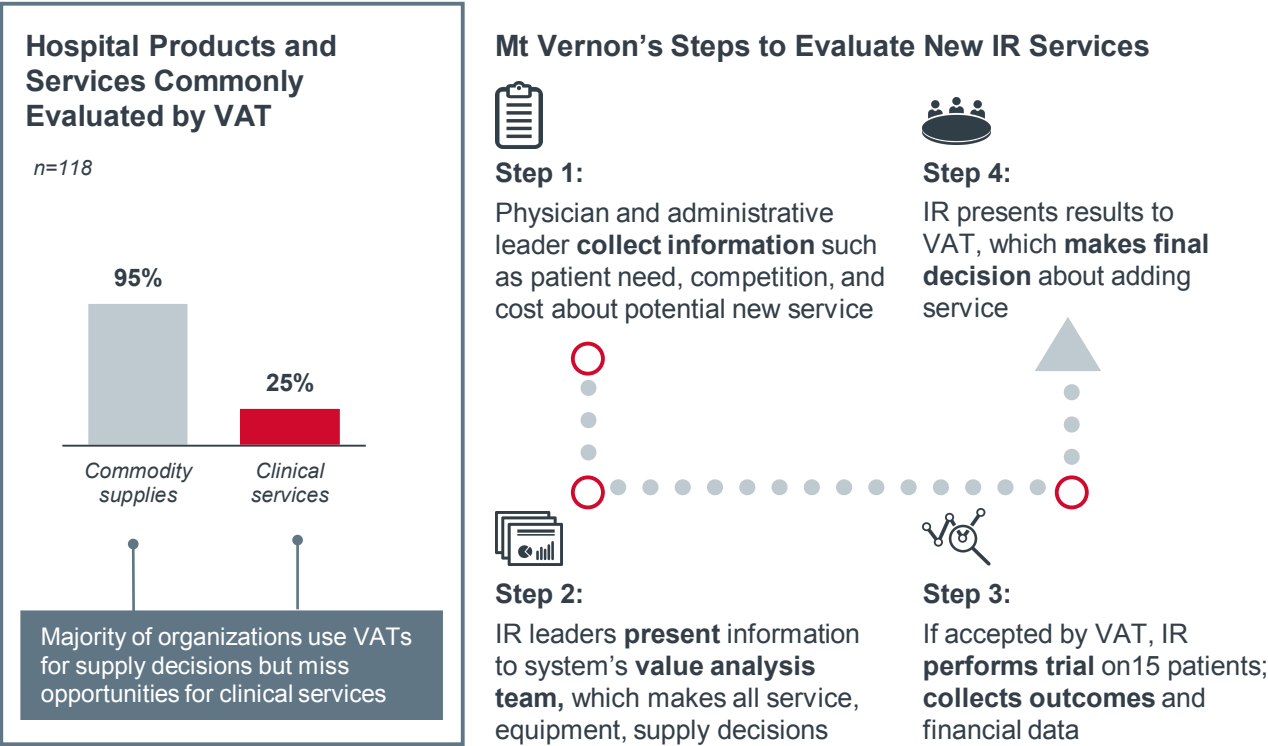 Hospital Products and
Services Commonly
Evaluated by VAT
n=118
95%
25%
Commodity
supplies
Clinical
services
Majority of organizations use VATs
for supply decisions but miss
opportunities for clinical services
Mt Vernon's Steps to Evaluate New IR Services
Step 1:
Physician and administrative
leader collect information such
as patient need, competition, and
cost about potential new service
Step 2:
IR leaders present information
to system's value analysis
team, which makes all service,
equipment, supply decisions
Step 3:
If accepted by VAT, IR
performs trial on15 patients;
collects outcomes and
financial data
Step 4:
IR presents results to
VAT, which makes final
decision about adding
service